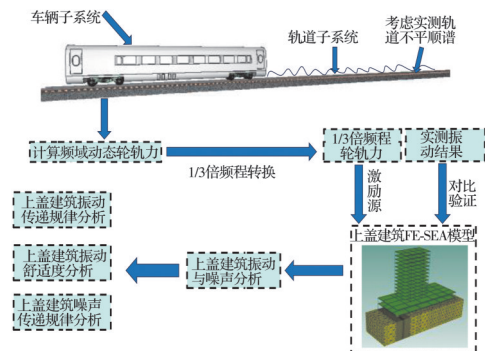 车辆子系统
轨道子系统
考虑实测轨
道不平顺谱
计算频域动态轮轨力
1/3倍频程转换
1/3倍频程
轮轨力
实测振
动结果
激励源
对比
验证
上盖建筑FE-SEA模型
上盖建筑振动
与噪声分析
上盖建筑振动
传递规律分析
上盖建筑振动
舒适度分析
上盖建筑噪声
传递规律分析